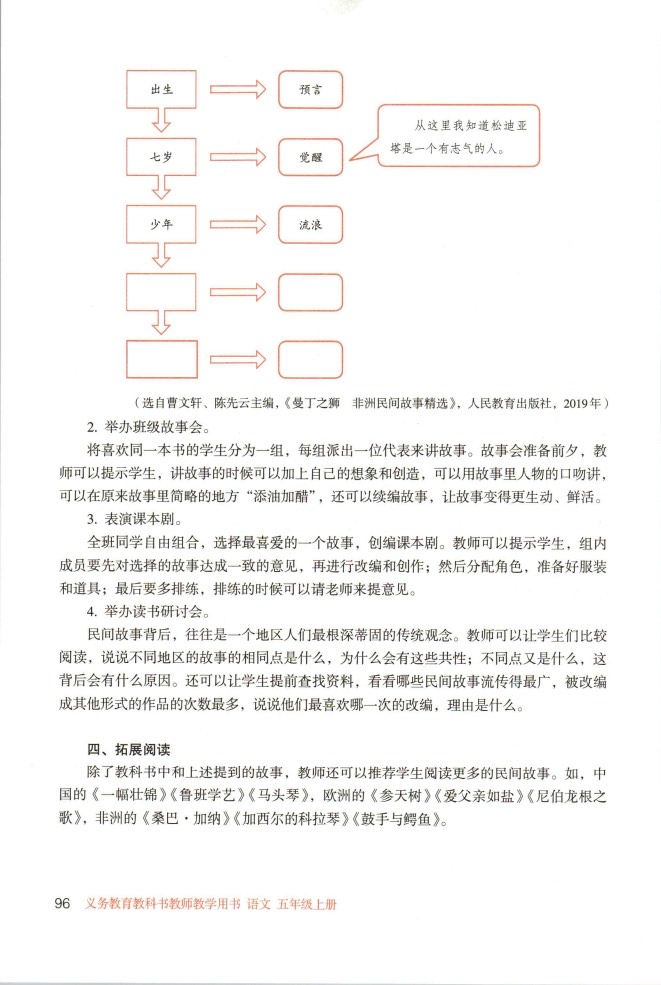 出生
预言
从这里我知道松迪亚
塔是一个有志气的人。
七岁
觉醒
少年
流浪
（选自曹文轩、陈先云主编，《曼丁之狮　非洲民间故事精选》，人民教育出版社，2019年）
2. 举办班级故事会。
将喜欢同一本书的学生分为一组，每组派出一位代表来讲故事。故事会准备前夕，教
师可以提示学生，讲故事的时候可以加上自己的想象和创造，可以用故事里人物的口吻讲，
可以在原来故事里简略的地方“添油加醋”，还可以续编故事，让故事变得更生动、鲜活。
3. 表演课本剧。
全班同学自由组合，选择最喜爱的一个故事，创编课本剧。教师可以提示学生，组内
成员要先对选择的故事达成一致的意见，再进行改编和创作；然后分配角色，准备好服装
和道具；最后要多排练，排练的时候可以请老师来提意见。
4. 举办读书研讨会。
民间故事背后，往往是一个地区人们最根深蒂固的传统观念。教师可以让学生们比较
阅读，说说不同地区的故事的相同点是什么，为什么会有这些共性；不同点又是什么，这
背后会有什么原因。还可以让学生提前查找资料，看看哪些民间故事流传得最广，被改编
成其他形式的作品的次数最多，说说他们最喜欢哪一次的改编，理由是什么。
四、拓展阅读
除了教科书中和上述提到的故事，教师还可以推荐学生阅读更多的民间故事。如，中
国的《一幅壮锦》《鲁班学艺》《马头琴》，欧洲的《参天树》《爱父亲如盐》《尼伯龙根之
歌》，非洲的《桑巴·加纳》《加西尔的科拉琴》《鼓手与鳄鱼》。
96 义务教育教科书教师教学用书 语文 五年级上册